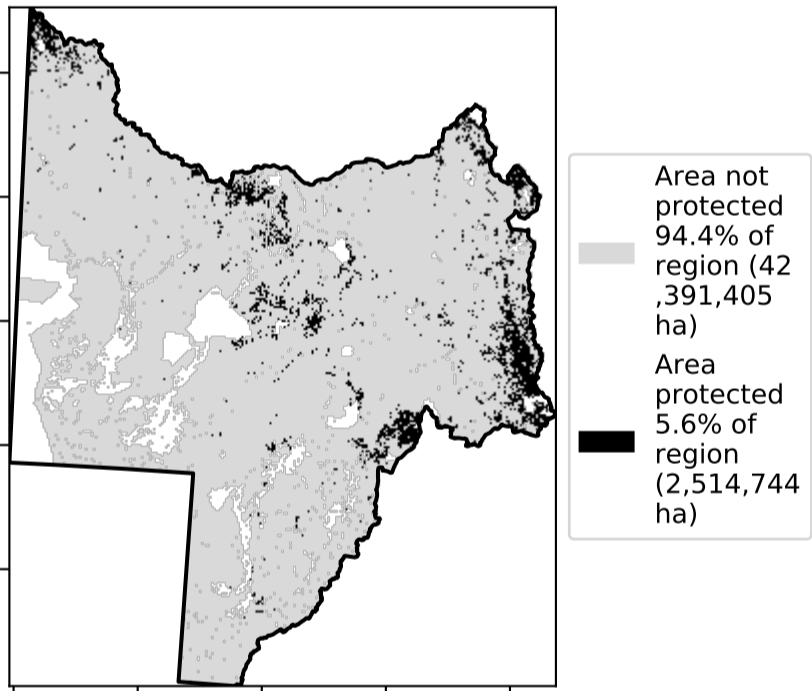 Area not
protected
94.4% of
region (42
,391,405
ha)
Area
protected
5.6% of
region
(2,514,744
ha)